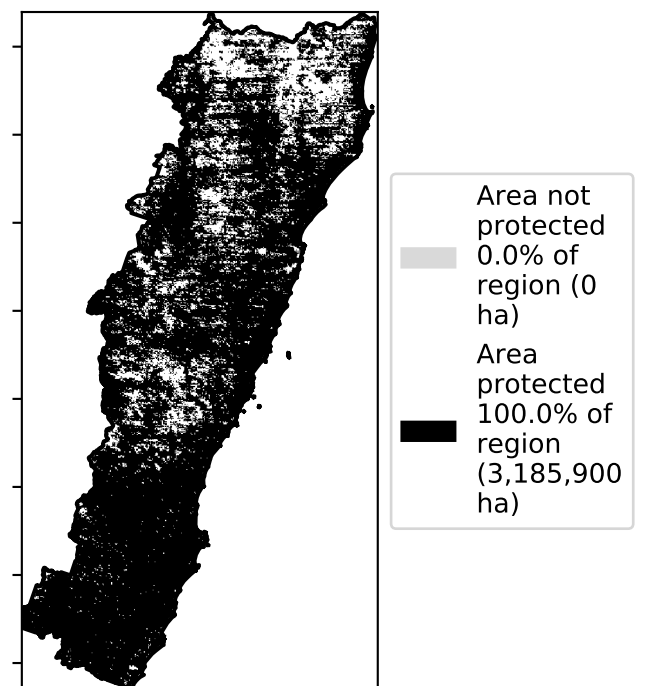 Area not
protected
0.0% of
region (0
ha)
Area
protected
100.0% of
region
(3,185,900
ha)